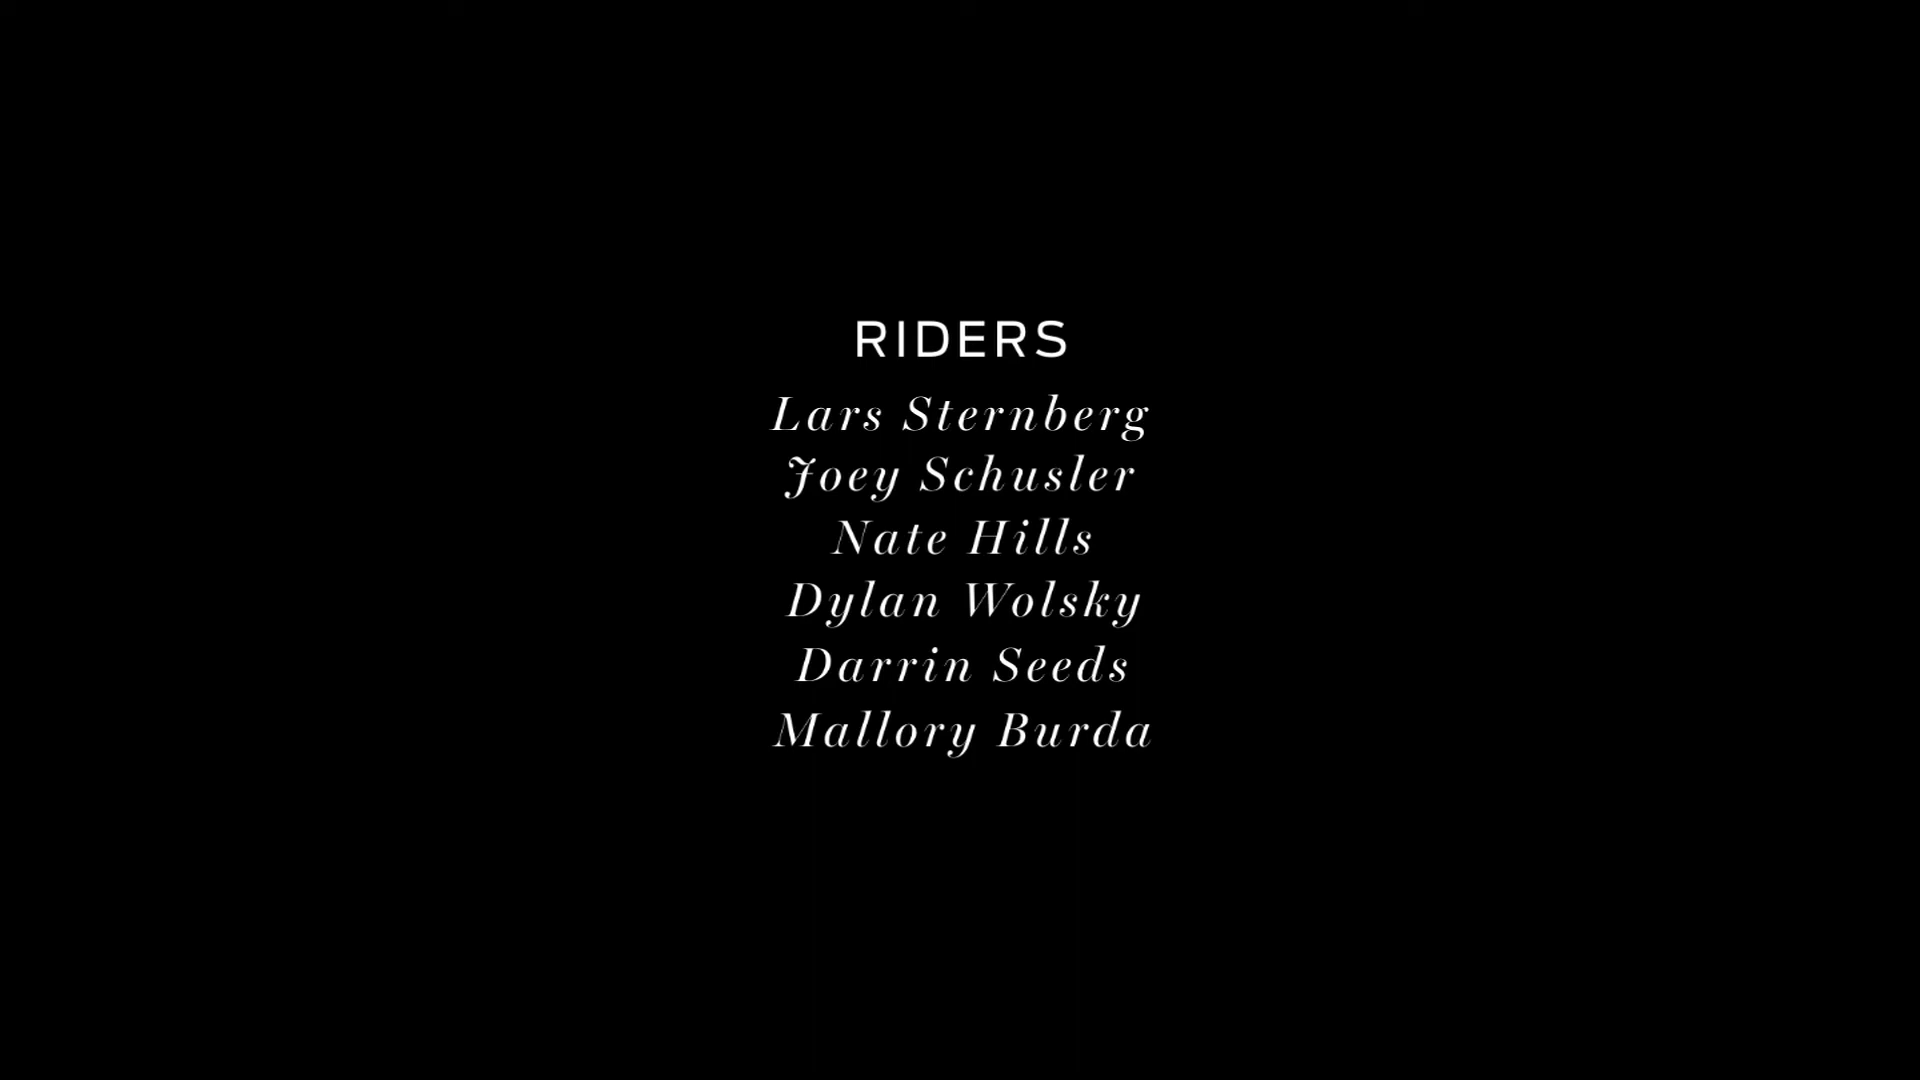 RIDERS
Lars Sternberg
Joey Schusler
Nate Hills
Dylan Wolsky
Darrin Seeds
Mallory Burda